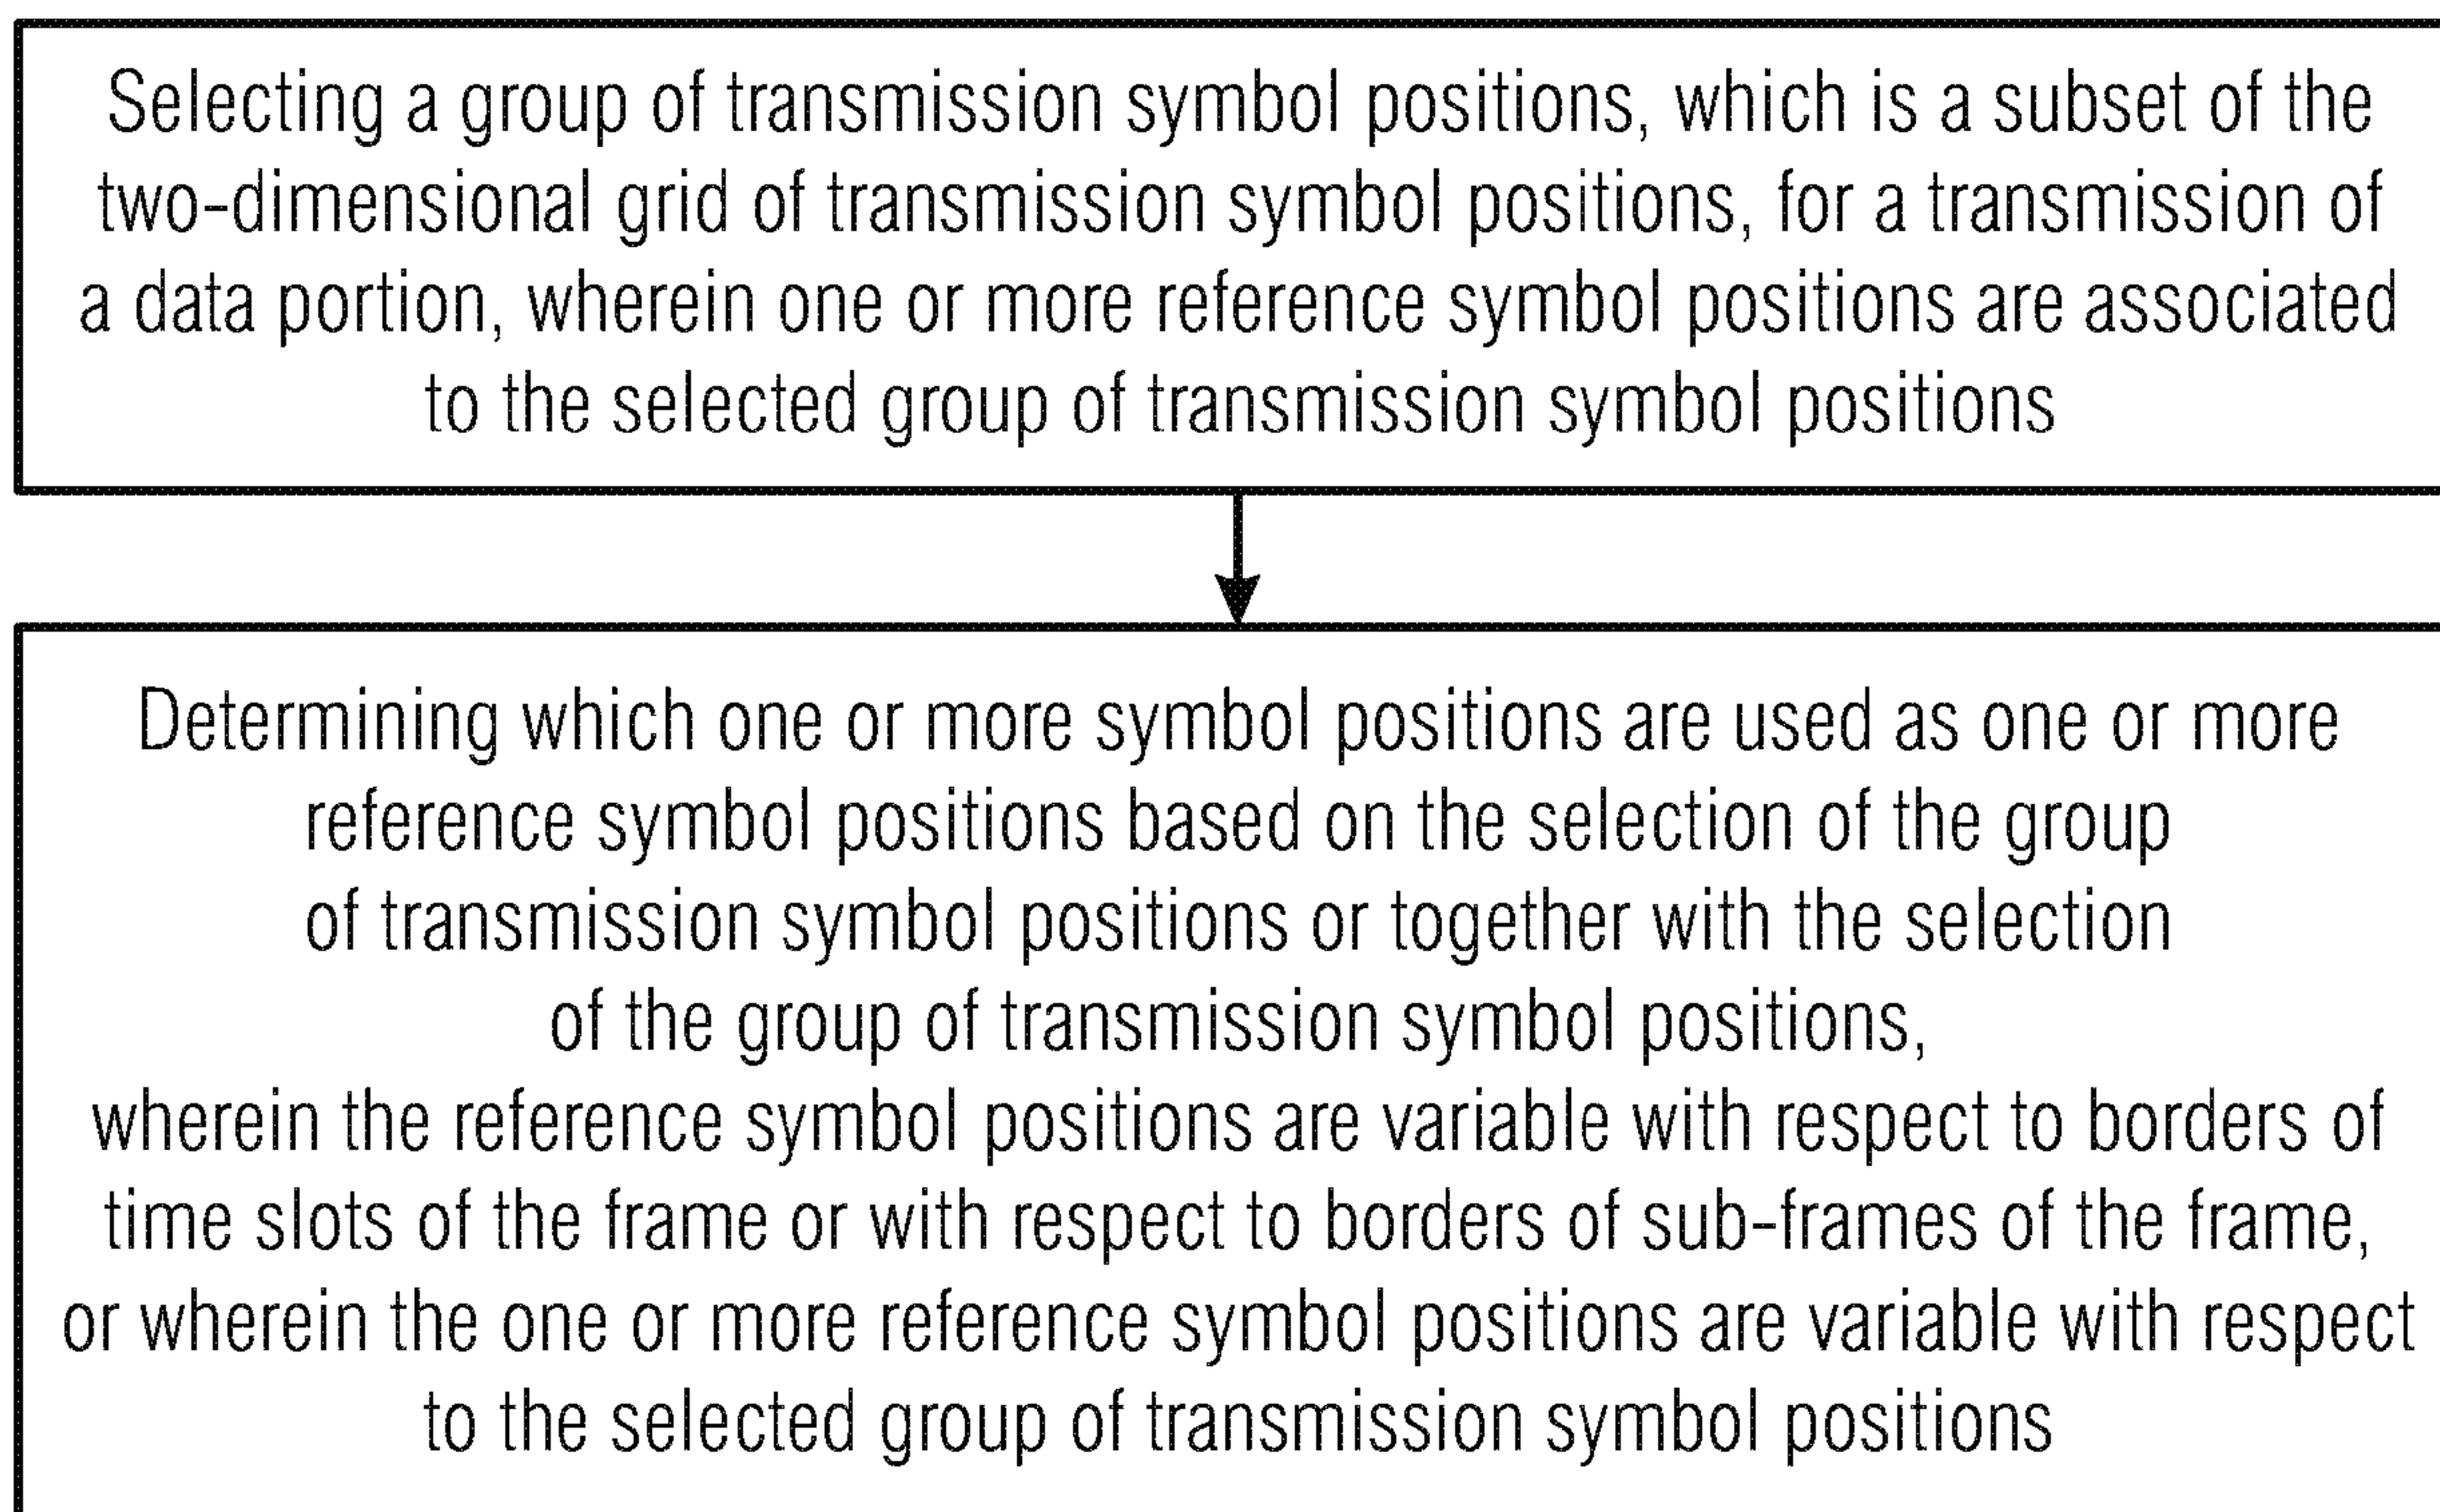 Selecting a group of transmission symbol positions, which is a subset of the
two-dimensional grid of transmission symbol positions, for a transmission of
a data portion, wherein one or more reference symbol positions are associated
to the selected group of transmission symbol positions
Determining which one or more symbol positions are used as one or more
reference symbol positions based on the selection of the group
of transmission symbol positions or together with the selection
of the group of transmission symbol positions,
wherein the reference symbol positions are variable with respect to borders of
time slots of the frame or with respect to borders of sub-frames of the frame,
or wherein the one or more reference symbol positions are variable with respect
to the selected group of transmission symbol positions